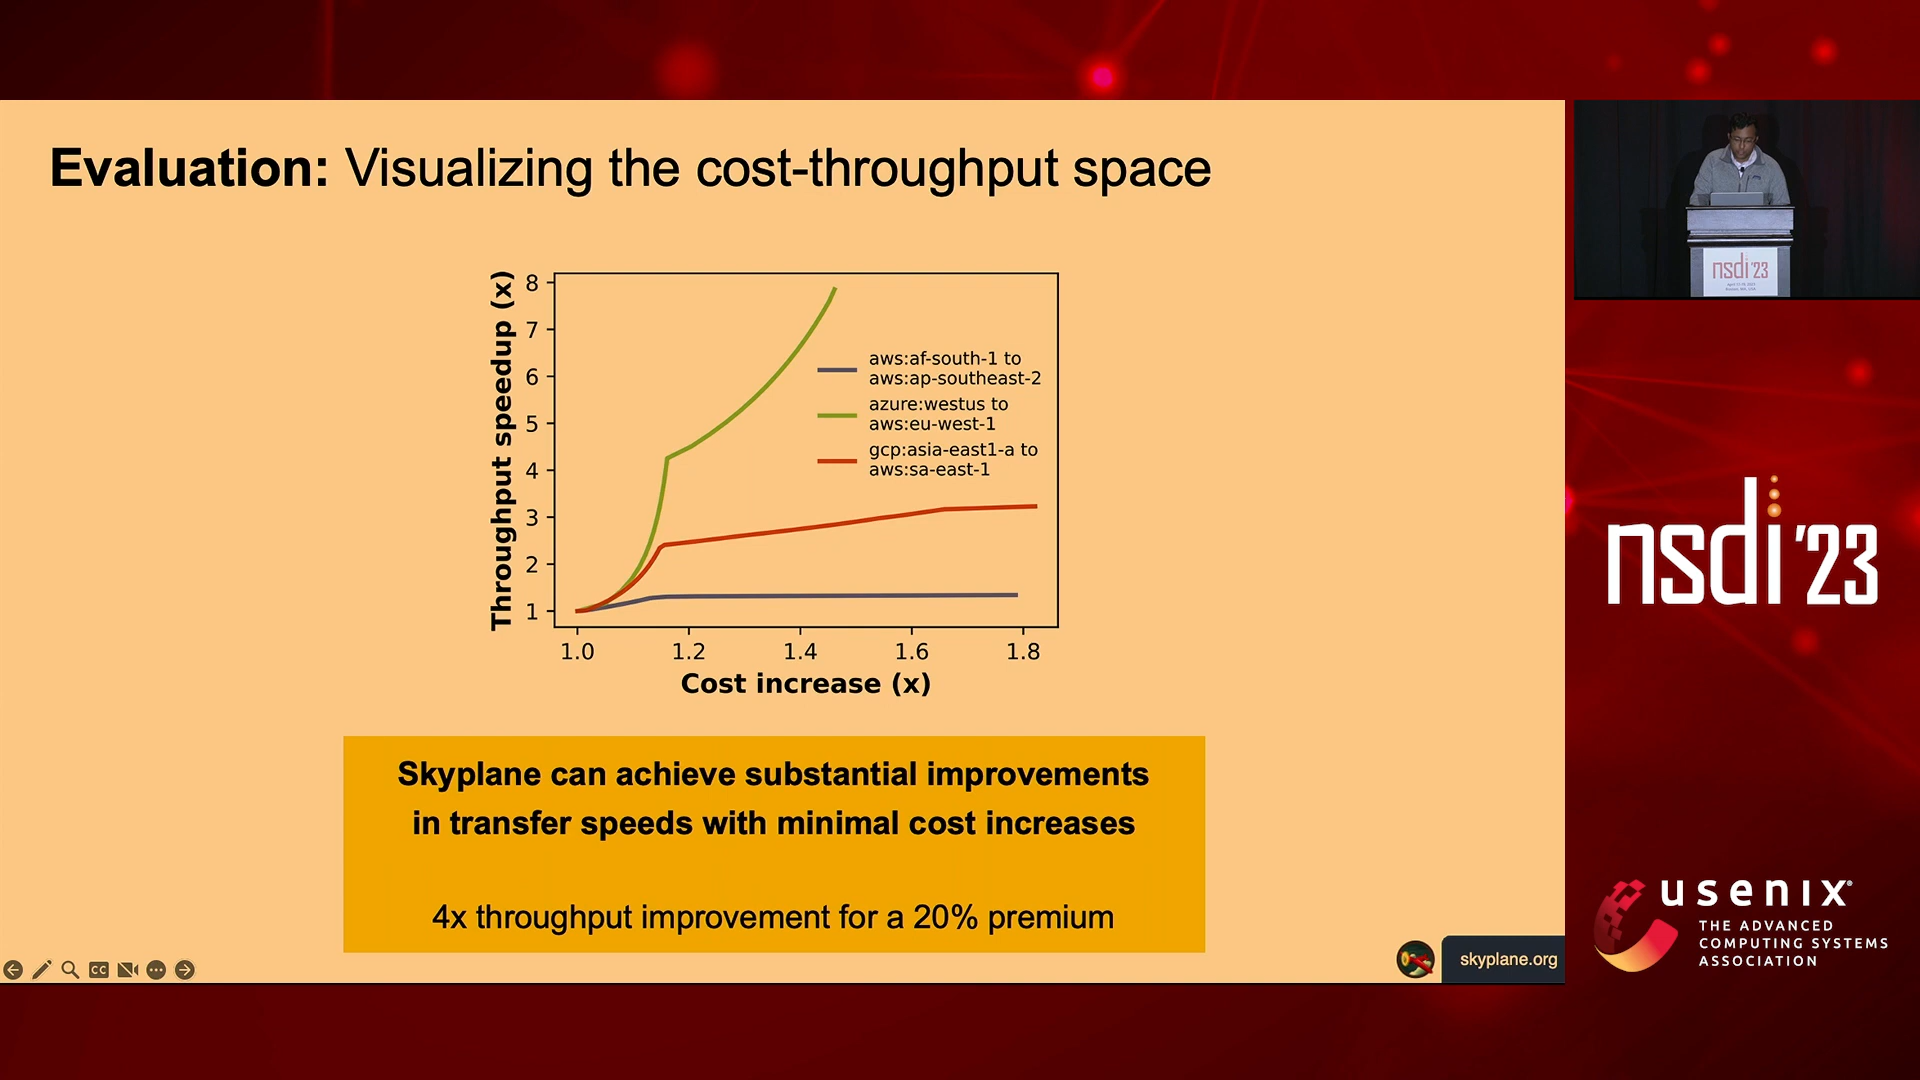 Evaluation: Visualizing the cost-throughput space
Throughput speedup (x)
8
7
6
5
4
3
2
1
aws:af-south-1 to
aws:ap-southeast-2
azure:westus to
aws:eu-west-1
gcp:asia-east1-a to
aws:sa-east-1
1.0 1.2 1.4 1.6 1.8
Cost increase (x)
Skyplane can achieve substantial improvements
in transfer speeds with minimal cost increases
4x throughput improvement for a 20% premium
CC
skyplane.org
nsdi'23
nsdi'23
usenix®
THE ADVANCED
COMPUTING SYSTEMS
ASSOCIATION